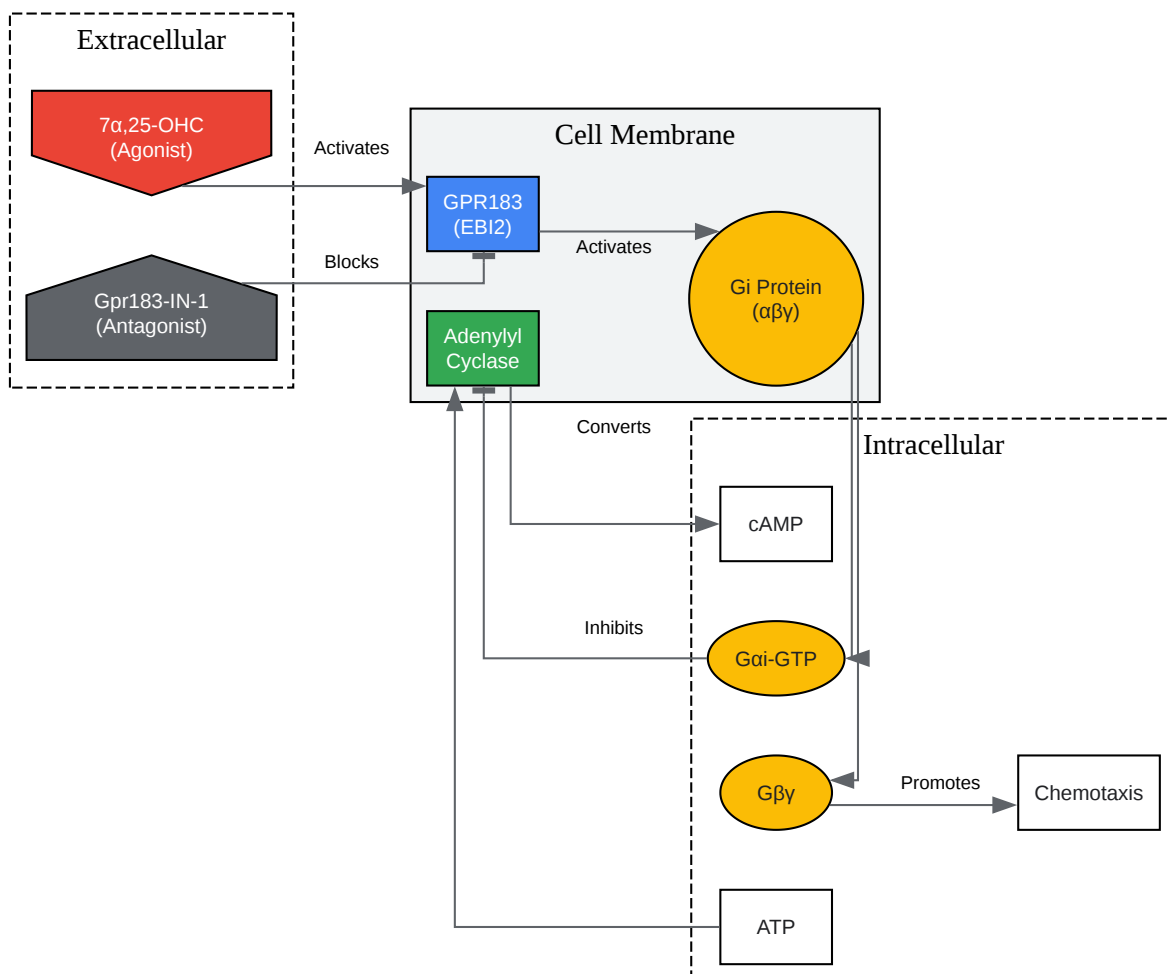 Extracellular
7α,25-OHC
(Agonist)
Activates
Cell Membrane
GPR183
(EBI2)
Activates
Blocks
Gpr183-IN-1
(Antagonist)
Gi Protein
(αβγ)
Adenylyl
Cyclase
Converts
Intracellular
cAMP
Inhibits
Gαi-GTP
Gβγ
Promotes
Chemotaxis
ATP